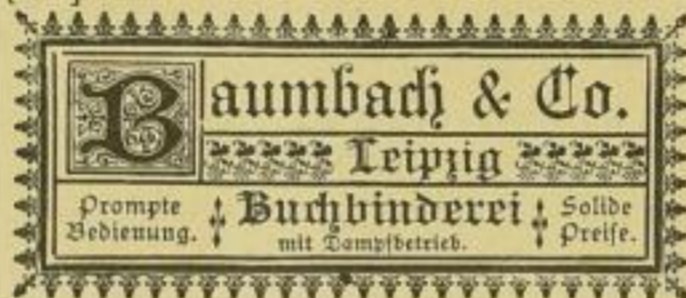 Baumbach & Co.
Leipzig
Prompte Bedienung.
Buchbinderei
mit Dampfbetrieb.
Solide Preise.